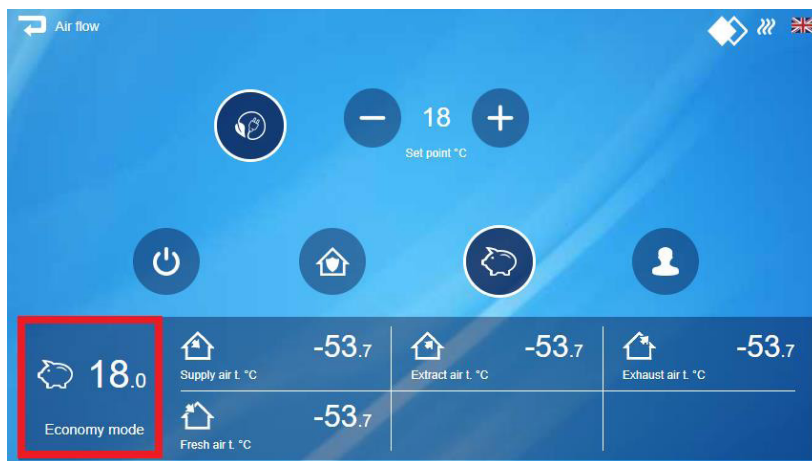 Air flow
18
Set point °C
18.0
Economy mode
-53.7
Supply air t. °C
-53.7
Extract air t. °C
-53.7
Exhaust air t. °C
-53.7
Fresh air t. °C